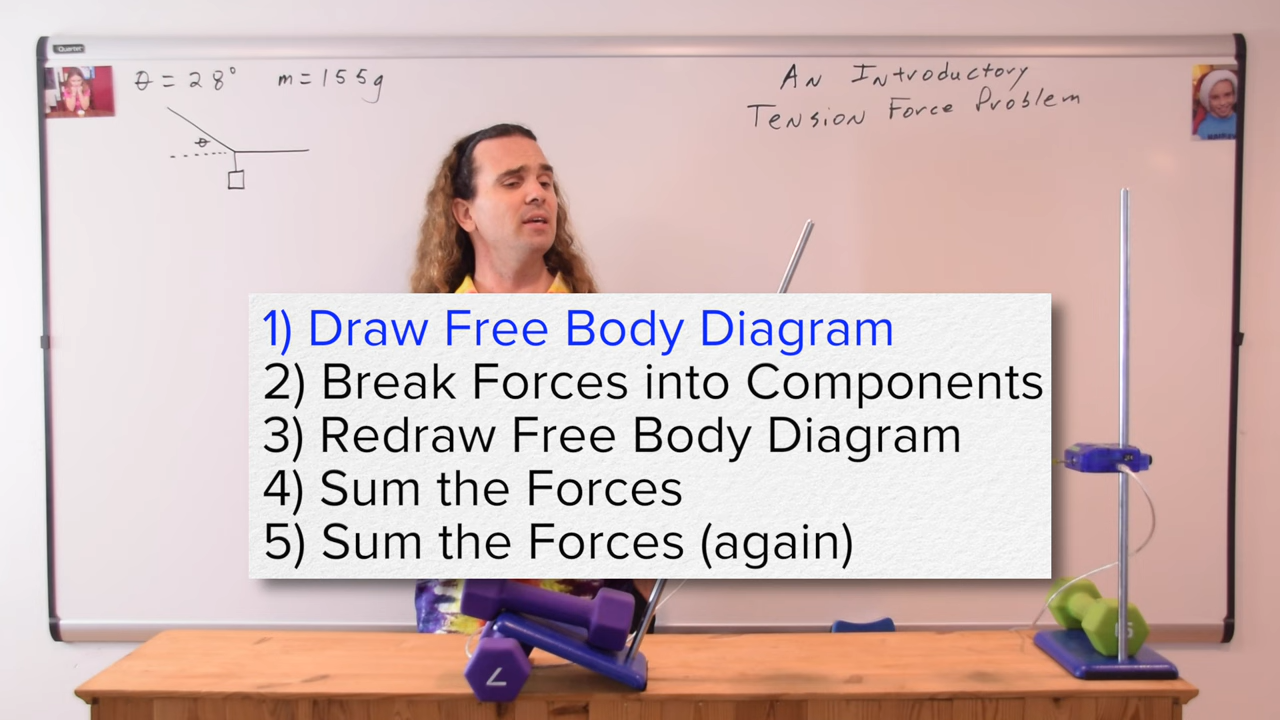 Quartet
θ = 28° m = 155g
An Introductory
Tension Force Problem
θ
1) Draw Free Body Diagram
2) Break Forces into Components
3) Redraw Free Body Diagram
4) Sum the Forces
5) Sum the Forces (again)